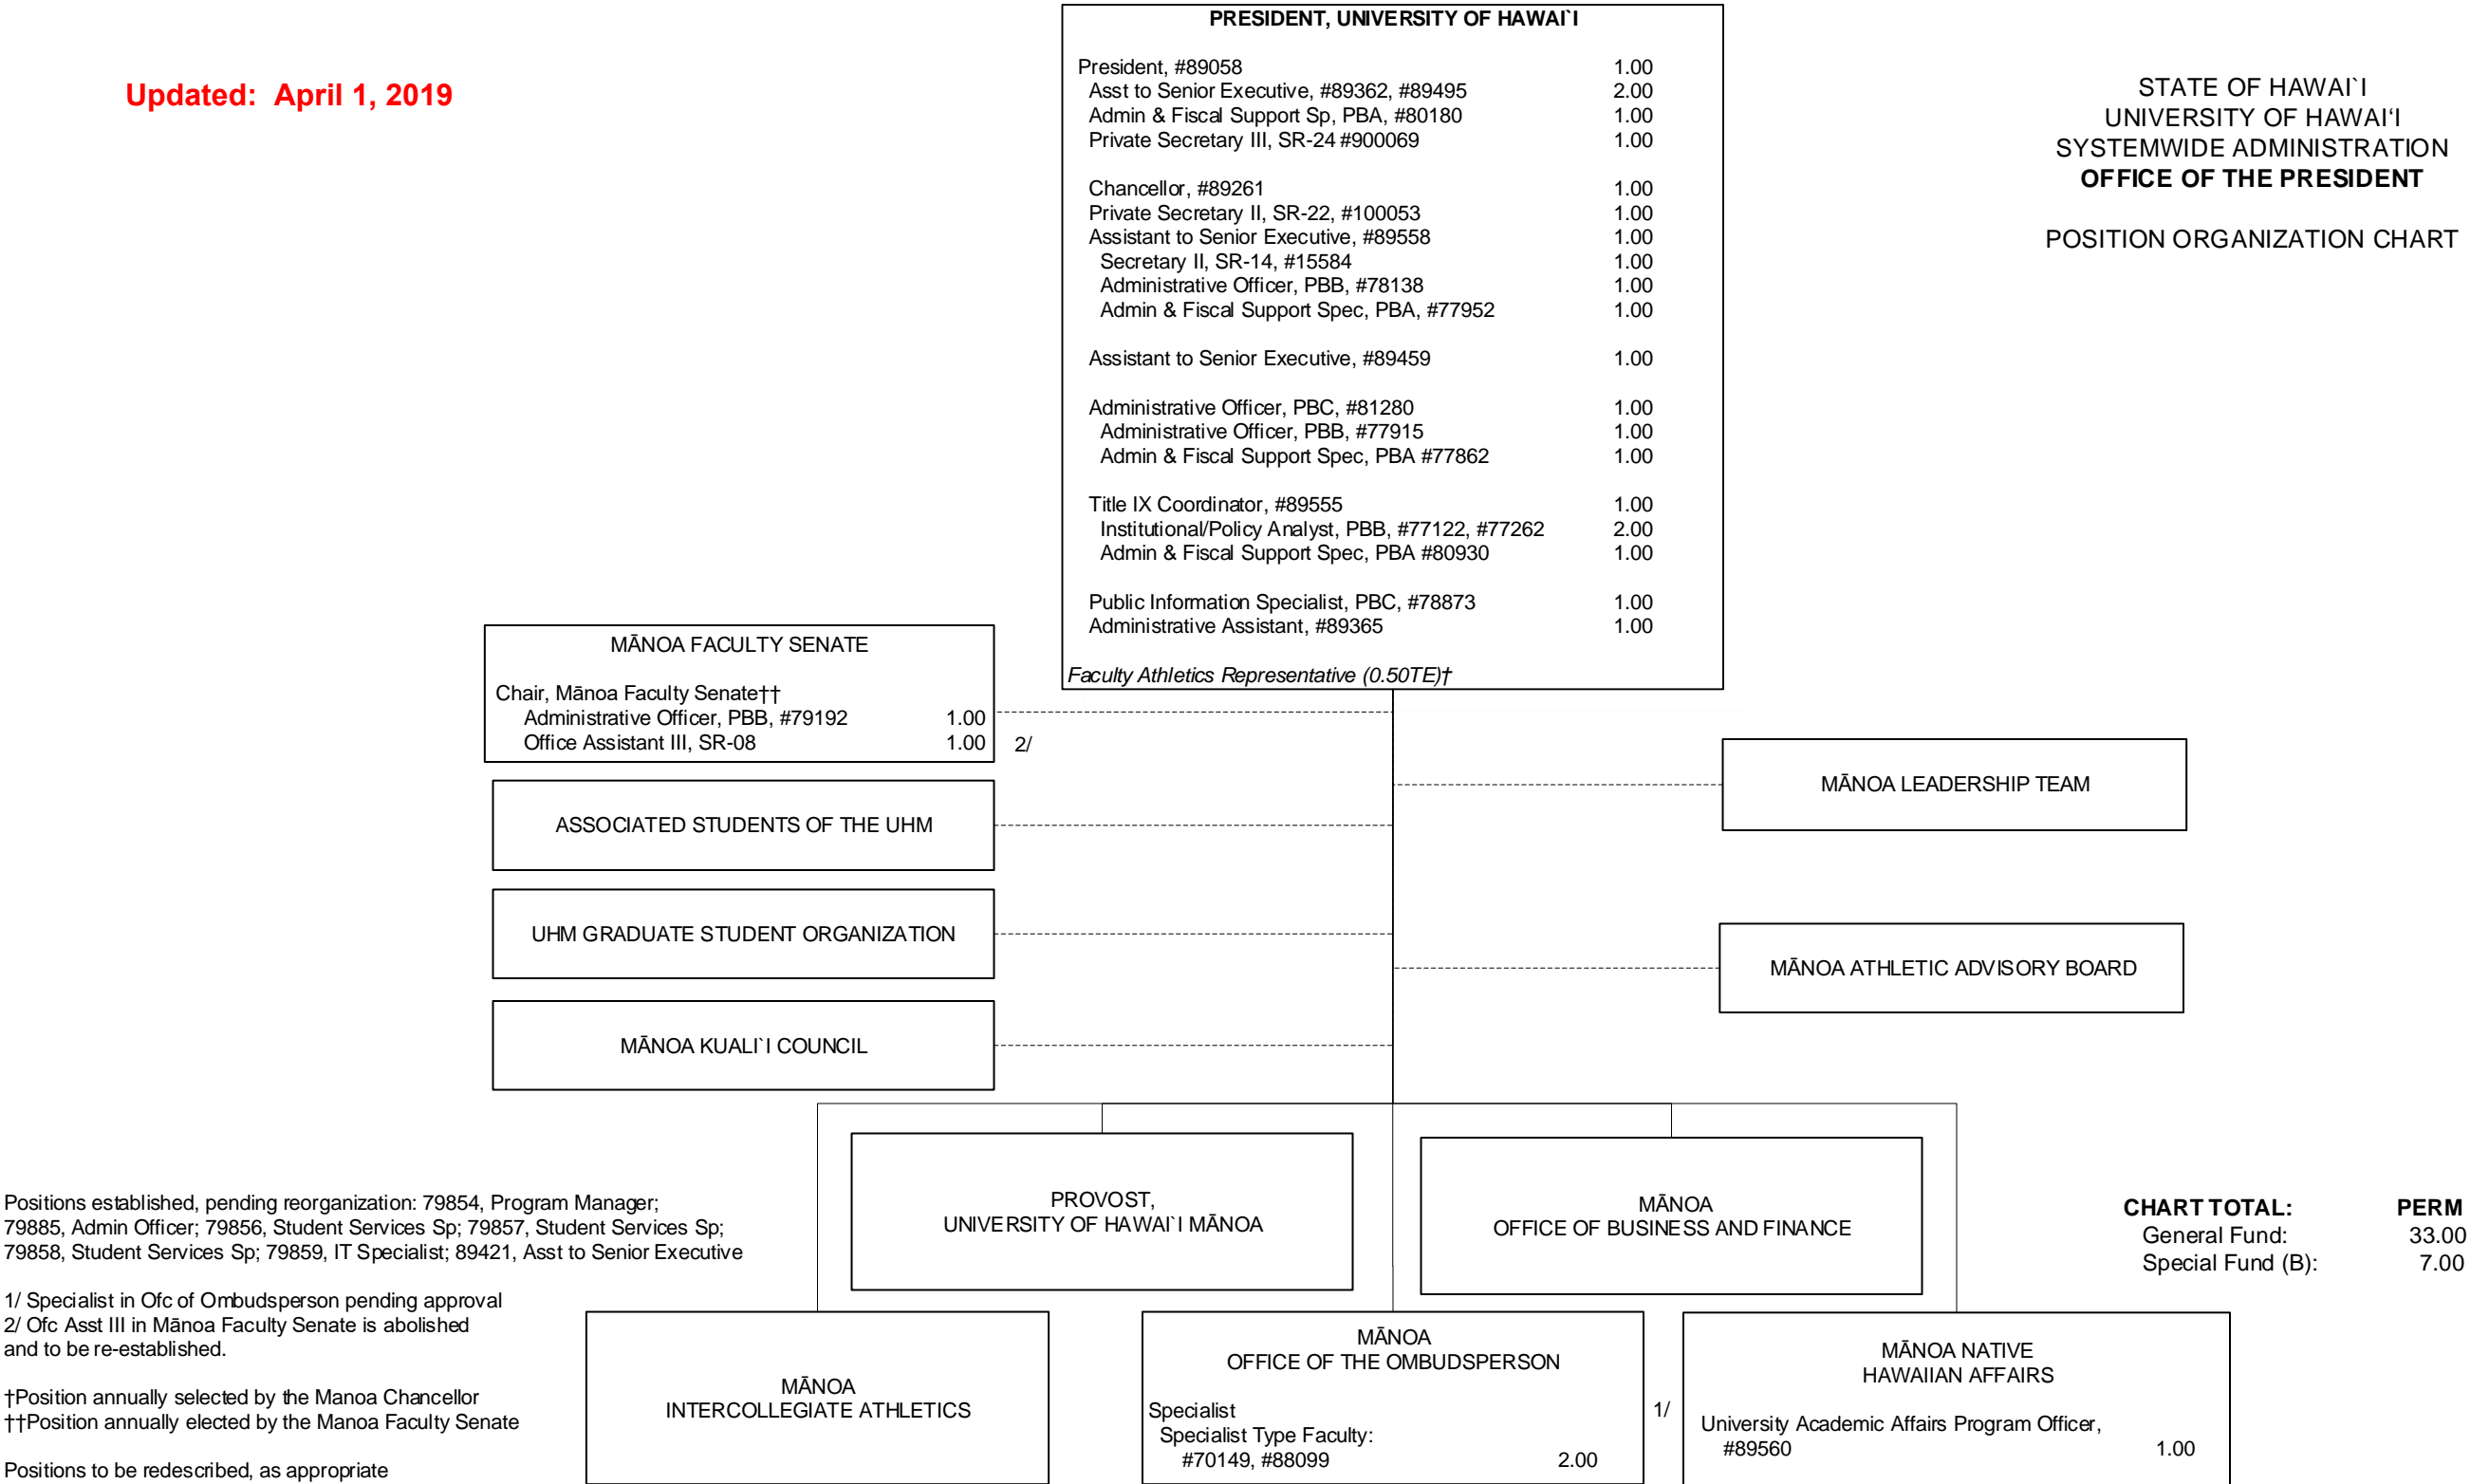 Updated: April 1, 2019
STATE OF HAWAI`I
UNIVERSITY OF HAWAI‘I
SYSTEMWIDE ADMINISTRATION
OFFICE OF THE PRESIDENT
POSITION ORGANIZATION CHART
PRESIDENT, UNIVERSITY OF HAWAI`I
President, #89058 1.00
Asst to Senior Executive, #89362, #89495 2.00
Admin & Fiscal Support Sp, PBA, #80180 1.00
Private Secretary III, SR-24 #900069 1.00
Chancellor, #89261 1.00
Private Secretary II, SR-22, #100053 1.00
Assistant to Senior Executive, #89558 1.00
Secretary II, SR-14, #15584 1.00
Administrative Officer, PBB, #78138 1.00
Admin & Fiscal Support Spec, PBA, #77952 1.00
Assistant to Senior Executive, #89459 1.00
Administrative Officer, PBC, #81280 1.00
Administrative Officer, PBB, #77915 1.00
Admin & Fiscal Support Spec, PBA #77862 1.00
Title IX Coordinator, #89555 1.00
Institutional/Policy Analyst, PBB, #77122, #77262 2.00
Admin & Fiscal Support Spec, PBA #80930 1.00
Public Information Specialist, PBC, #78873 1.00
Administrative Assistant, #89365 1.00
Faculty Athletics Representative (0.50TE)†
MĀNOA FACULTY SENATE
Chair, Mānoa Faculty Senate††
Administrative Officer, PBB, #79192 1.00
Office Assistant III, SR-08 1.00 2/
MĀNOA LEADERSHIP TEAM
ASSOCIATED STUDENTS OF THE UHM
UHM GRADUATE STUDENT ORGANIZATION
MĀNOA ATHLETIC ADVISORY BOARD
MĀNOA KUALI`I COUNCIL
PROVOST,
UNIVERSITY OF HAWAI`I MĀNOA
MĀNOA
OFFICE OF BUSINESS AND FINANCE
Positions established, pending reorganization: 79854, Program Manager;
79885, Admin Officer; 79856, Student Services Sp; 79857, Student Services Sp;
79858, Student Services Sp; 79859, IT Specialist; 89421, Asst to Senior Executive
1/ Specialist in Ofc of Ombudsperson pending approval
2/ Ofc Asst III in Mānoa Faculty Senate is abolished
and to be re-established.
†Position annually selected by the Manoa Chancellor
††Position annually elected by the Manoa Faculty Senate
Positions to be redescribed, as appropriate
CHART TOTAL: PERM
General Fund: 33.00
Special Fund (B): 7.00
MĀNOA
INTERCOLLEGIATE ATHLETICS
MĀNOA
OFFICE OF THE OMBUDSPERSON
Specialist
Specialist Type Faculty:
#70149, #88099 2.00
1/
MĀNOA NATIVE
HAWAIIAN AFFAIRS
University Academic Affairs Program Officer,
#89560 1.00